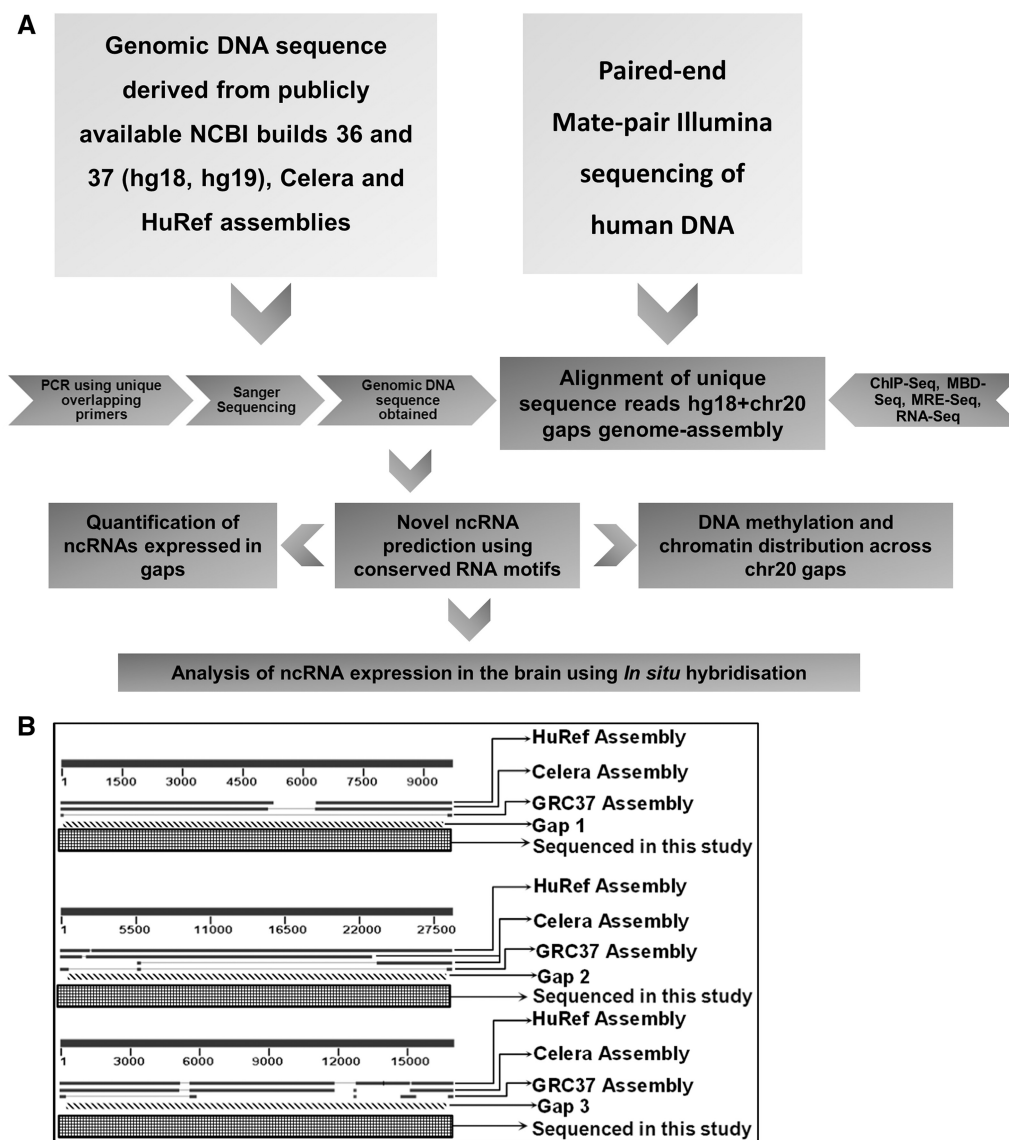 A
Genomic DNA sequence
derived from publicly
available NCBI builds 36 and
37 (hg18, hg19), Celera and
HuRef assemblies
Paired-end
Mate-pair Illumina
sequencing of
human DNA
PCR using unique
overlapping
primers
Sanger
Sequencing
Genomic DNA
sequence
obtained
Alignment of unique
sequence reads hg18+chr20
gaps genome-assembly
ChIP-Seq, MBD-
Seq, MRE-Seq,
RNA-Seq
Quantification of
ncRNAs expressed in
gaps
Novel ncRNA
prediction using
conserved RNA motifs
DNA methylation and
chromatin distribution across
chr20 gaps
Analysis of ncRNA expression in the brain using In situ hybridisation
B
HuRef Assembly
1 1500 3000 4500 6000 7500 9000
Celera Assembly
GRC37 Assembly
Gap 1
Sequenced in this study
HuRef Assembly
1 5500 11000 16500 22000 27500
Celera Assembly
GRC37 Assembly
Gap 2
Sequenced in this study
HuRef Assembly
1 3000 6000 9000 12000 15000
Celera Assembly
GRC37 Assembly
Gap 3
Sequenced in this study